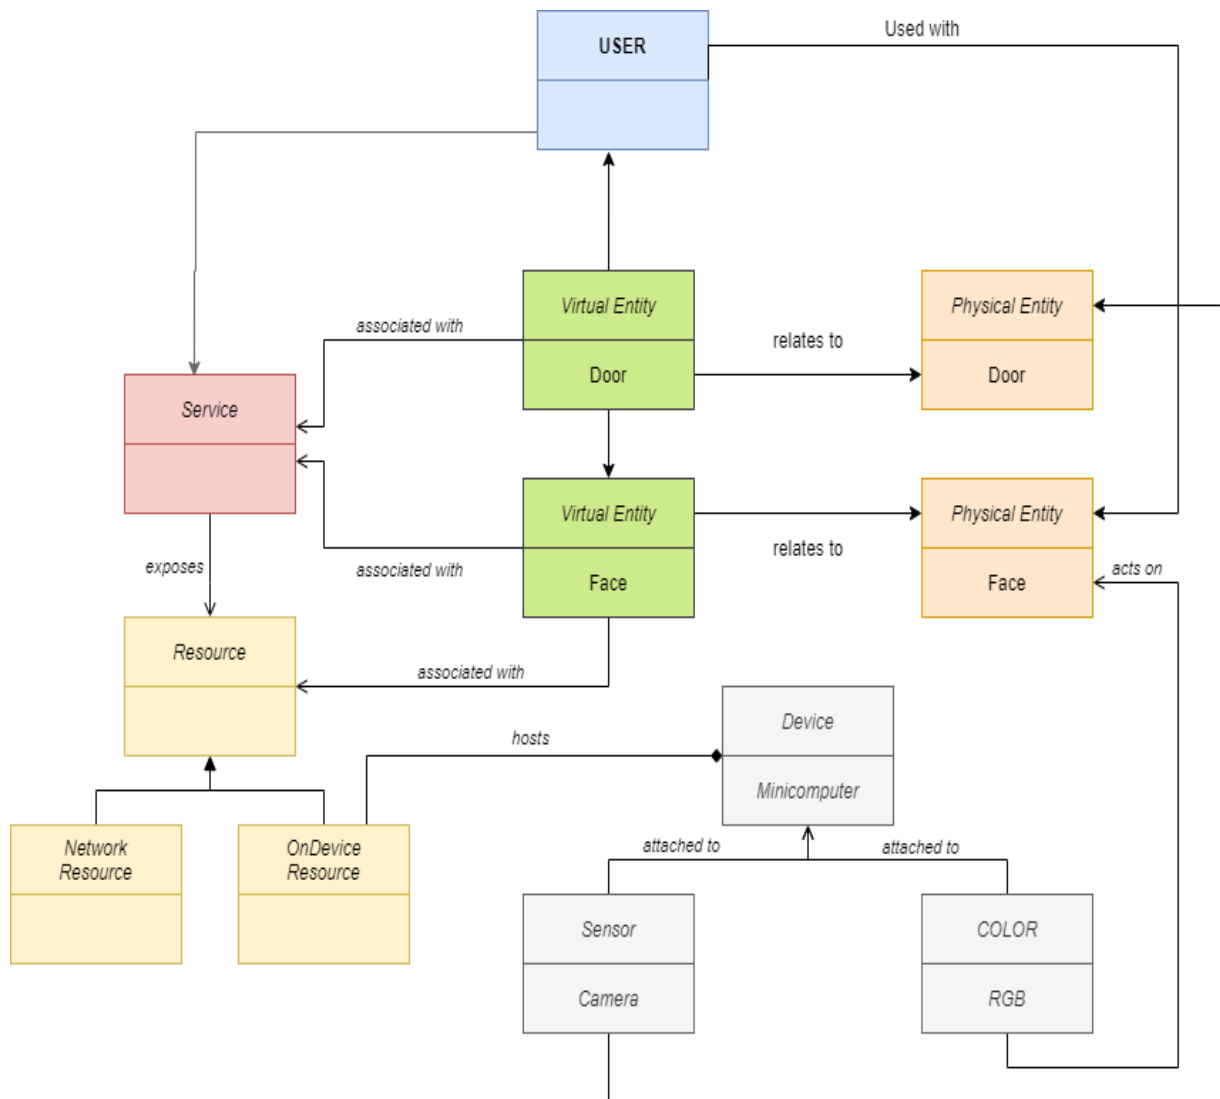 USER
Used with
Virtual Entity
Door
associated with
relates to
Physical Entity
Door
Service
Virtual Entity
Face
associated with
relates to
Physical Entity
Face
acts on
exposes
Resource
associated with
Device
Minicomputer
hosts
Network
Resource
OnDevice
Resource
attached to
attached to
Sensor
Camera
COLOR
RGB